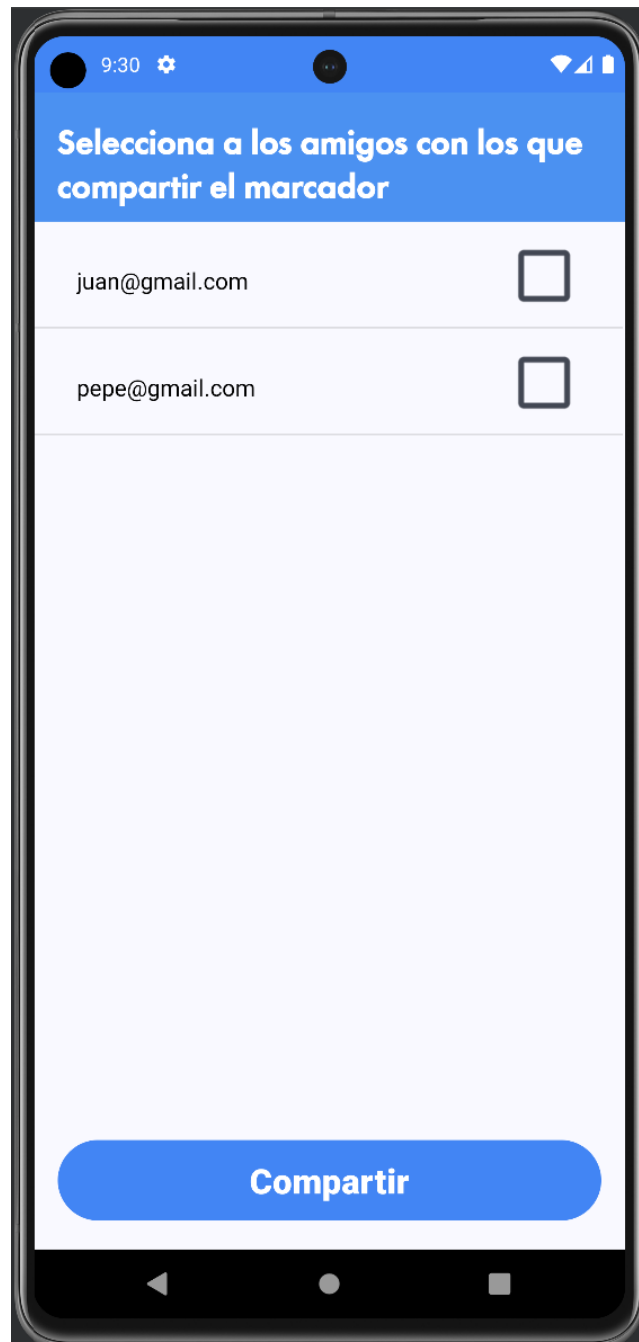 9:30
Selecciona a los amigos con los que
compartir el marcador
juan@gmail.com
pepe@gmail.com
Compartir